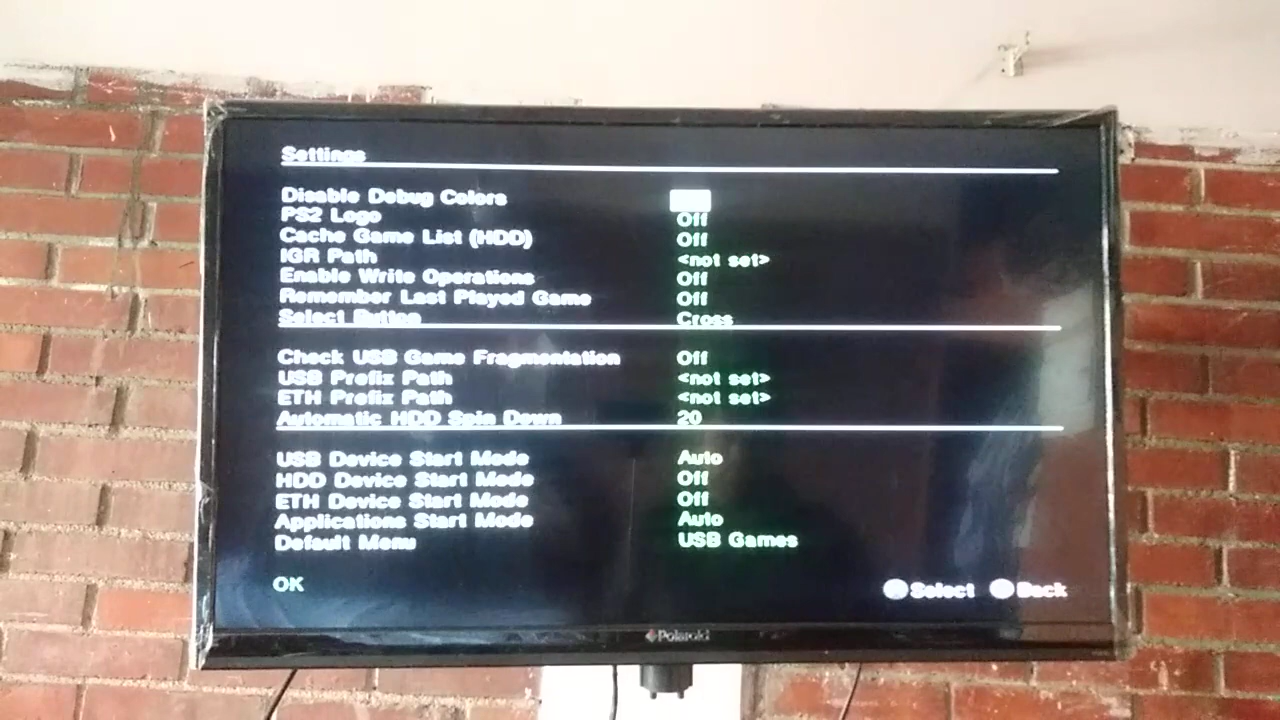 Settings
Disable Debug Colors
PS2 Logo Off
Cache Game List (HDD) Off
IGR Path <not set>
Enable Write Operations Off
Remember Last Played Game Off
Select Button Cross
Check USB Game Fragmentation Off
USB Prefix Path <not set>
ETH Prefix Path <not set>
Automatic HDD Spin Down 20
USB Device Start Mode Auto
HDD Device Start Mode Off
ETH Device Start Mode Off
Applications Start Mode Auto
Default Menu USB Games
OK Select Back
Polaroid